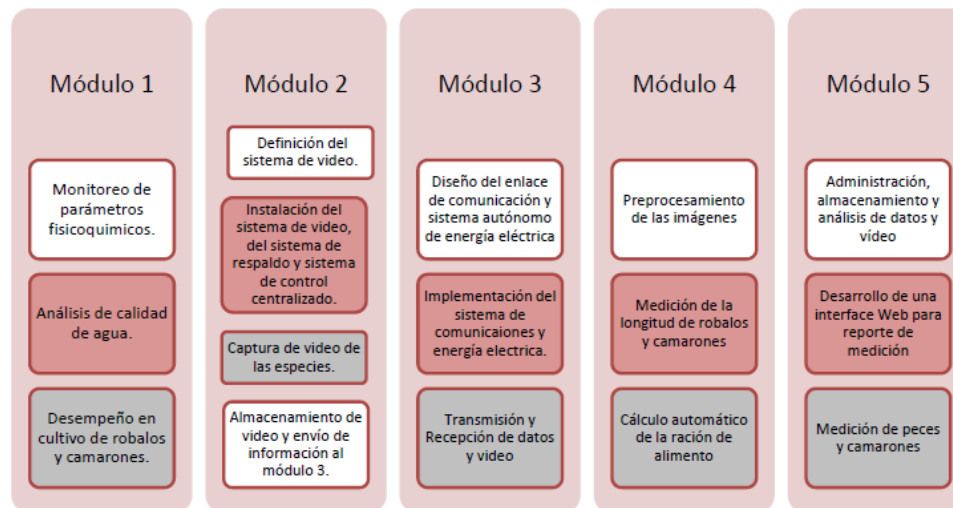 Módulo 1
Monitoreo de
parámetros
fisicoquimicos.
Análisis de calidad
de agua.
Desempeño en
cultivo de robalos
y camarones.
Módulo 2
Definición del
sistema de video.
Instalación del
sistema de video,
del sistema de
respaldo y sistema
de control
centralizado.
Captura de video de
las especies.
Almacenamiento de
video y envío de
información al
módulo 3.
Módulo 3
Diseño del enlace
de comunicación y
sistema autónomo
de energía eléctrica
Implementación del
sistema de
comunicaiones y
energía electrica.
Transmisión y
Recepción de datos
y video
Módulo 4
Preprocesamiento
de las imágenes
Medición de la
longitud de robalos
y camarones
Cálculo automático
de la ración de
alimento
Módulo 5
Administración,
almacenamiento y
análisis de datos y
vídeo
Desarrollo de una
interface Web para
reporte de
medición
Medición de peces
y camarones